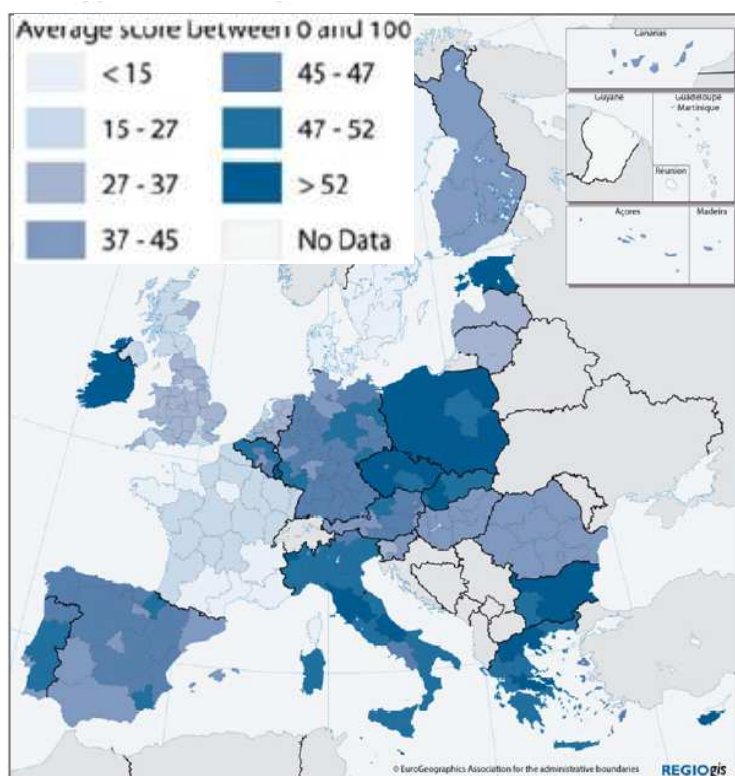 Average score between 0 and 100
< 15
15 - 27
27 - 37
37 - 45
45 - 47
47 - 52
> 52
No Data
Canarias
Guyane
Guadeloupe
Martinique
Réunion
Açores
Madeira
© EuroGeographics Association for the administrative boundaries
REGIOgis